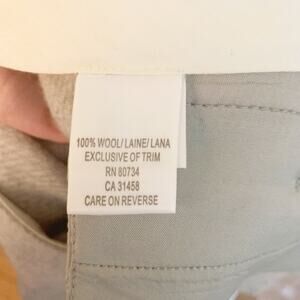 100% WOOL/ LAINE/ LANA
EXCLUSIVE OF TRIM
RN 80734
CA 31458
CARE ON REVERSE